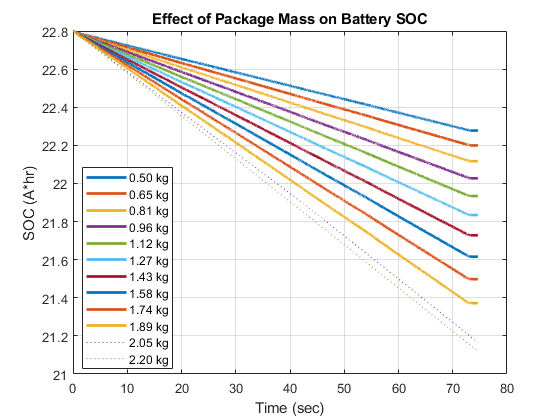 Effect of Package Mass on Battery SOC
22.8
22.6
22.4
22.2
22
21.8
21.6
21.4
21.2
21
SOC (A*hr)
0.50 kg
0.65 kg
0.81 kg
0.96 kg
1.12 kg
1.27 kg
1.43 kg
1.58 kg
1.74 kg
1.89 kg
2.05 kg
2.20 kg
0 10 20 30 40 50 60 70 80
Time (sec)